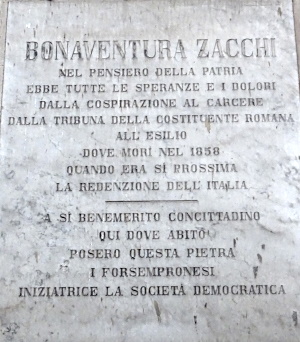 BONAVENTURA ZACCHI
NEL PENSIERO DELLA PATRIA
EBBE TUTTE LE SPERANZE E I DOLORI
DALLA COSPIRAZIONE AL CARCERE
DALLA TRIBUNA DELLA COSTITUENTE ROMANA
ALL'ESILIO
DOVE MORÌ NEL 1858
QUANDO ERA SÌ PROSSIMA
LA REDENZIONE DELL'ITALIA
A SÌ BENEMERITO CONCITTADINO
QUI DOVE ABITÒ
POSERO QUESTA PIETRA
I FORSEMPRONESI
INIZIATRICE LA SOCIETÀ DEMOCRATICA